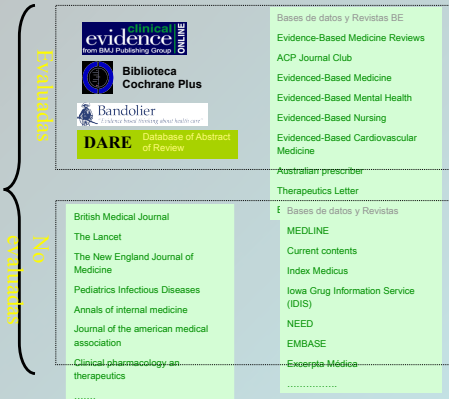 Evaluadas
clinical
evidence
ONLINE
from BMJ Publishing Group
Biblioteca
Cochrane Plus
Bandolier
"Evidence based thinking about health care"
DARE
Database of Abstract
of Review
Bases de datos y Revistas BE
Evidence-Based Medicine Reviews
ACP Journal Club
Evidenced-Based Medicine
Evidenced-Based Mental Health
Evidenced-Based Nursing
Evidenced-Based Cardiovascular
Medicine
Australian prescriber
Therapeutics Letter
No
evaluadas
British Medical Journal
The Lancet
The New England Journal of
Medicine
Pediatrics Infectious Diseases
Annals of internal medicine
Journal of the american medical
association
Clinical pharmacology an
therapeutics
.......
Bases de datos y Revistas
MEDLINE
Current contents
Index Medicus
Iowa Grug Information Service
(IDIS)
NEED
EMBASE
Excerpta Médica
................